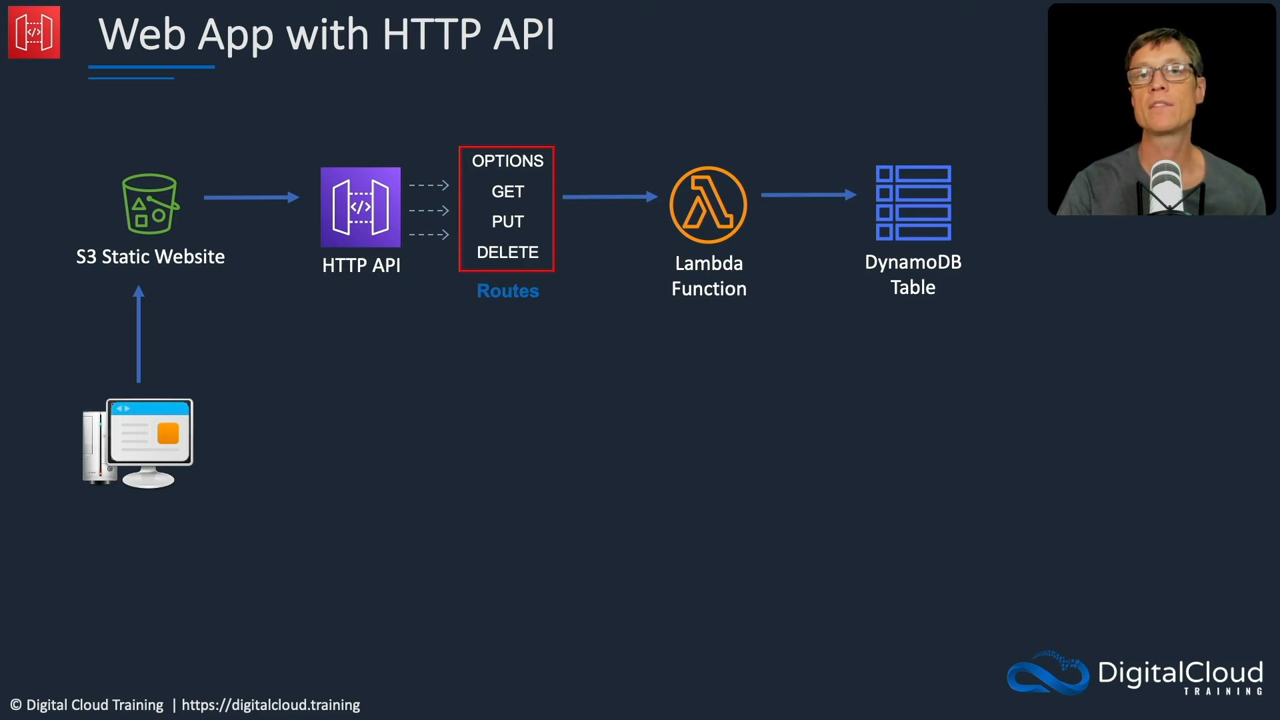 Web App with HTTP API
OPTIONS
GET
PUT
DELETE
Routes
S3 Static Website
HTTP API
Lambda
Function
DynamoDB
Table
DigitalCloud
TRAINING
© Digital Cloud Training | https://digitalcloud.training